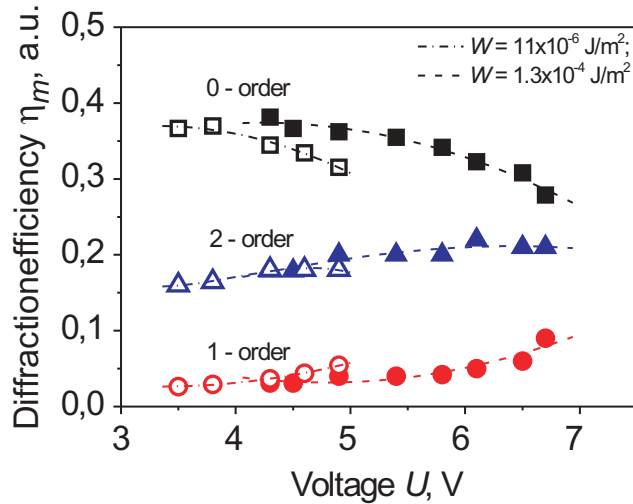 Diffractionefficiency ηm, a.u.
0,5
0,4
0,3
0,2
0,1
0,0
W = 11x10⁻⁶ J/m²;
W = 1.3x10⁻⁴ J/m²
0 - order
2 - order
1 - order
3 4 5 6 7
Voltage U, V